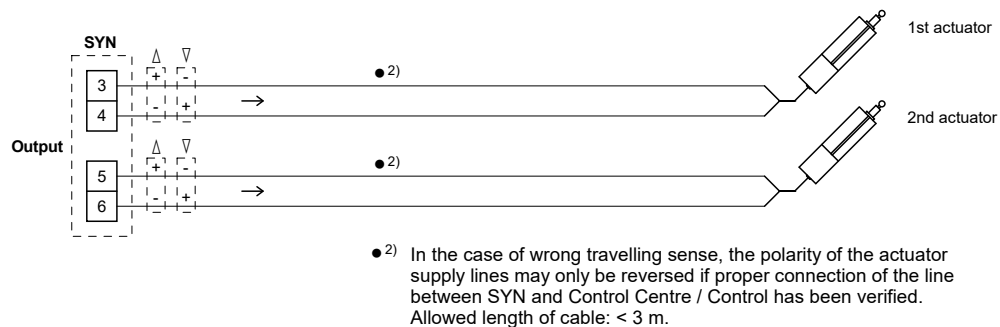 1st actuator
SYN
+ -
● 2)
3
- +
4
2nd actuator
Output
+ -
● 2)
5
- +
6
● 2) In the case of wrong travelling sense, the polarity of the actuator
supply lines may only be reversed if proper connection of the line
between SYN and Control Centre / Control has been verified.
Allowed length of cable: < 3 m.